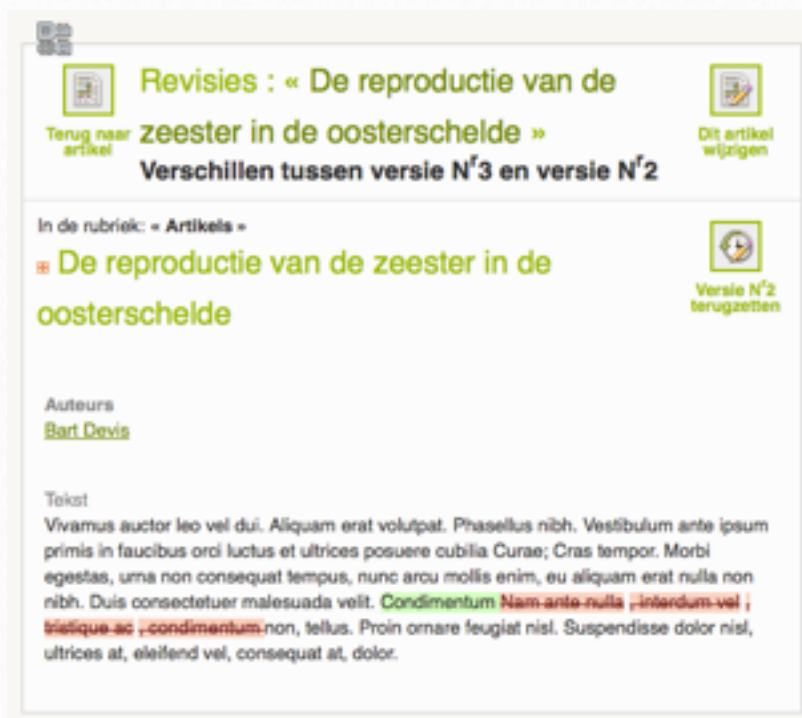 Revisies : « De reproductie van de
zeester in de oosterschelde »
Verschillen tussen versie Nr3 en versie Nr2
Terug naar
artikel
Dit artikel
wijzigen
In de rubriek: « Artikels »
De reproductie van de zeester in de
oosterschelde
Versie Nr2
terugzetten
Auteurs
Bart Devis
Tekst
Vivamus auctor leo vel dui. Aliquam erat volutpat. Phasellus nibh. Vestibulum ante ipsum
primis in faucibus orci luctus et ultrices posuere cubilia Curae; Cras tempor. Morbi
egestas, urna non consequat tempus, nunc arcu mollis enim, eu aliquam erat nulla non
nibh. Duis consectetuer malesuada velit. Condimentum Nam ante nulla , interdum vel ,
tristique ac , condimentum non, tellus. Proin ornare feugiat nisl. Suspendisse dolor nisl,
ultrices at, eleifend vel, consequat at, dolor.